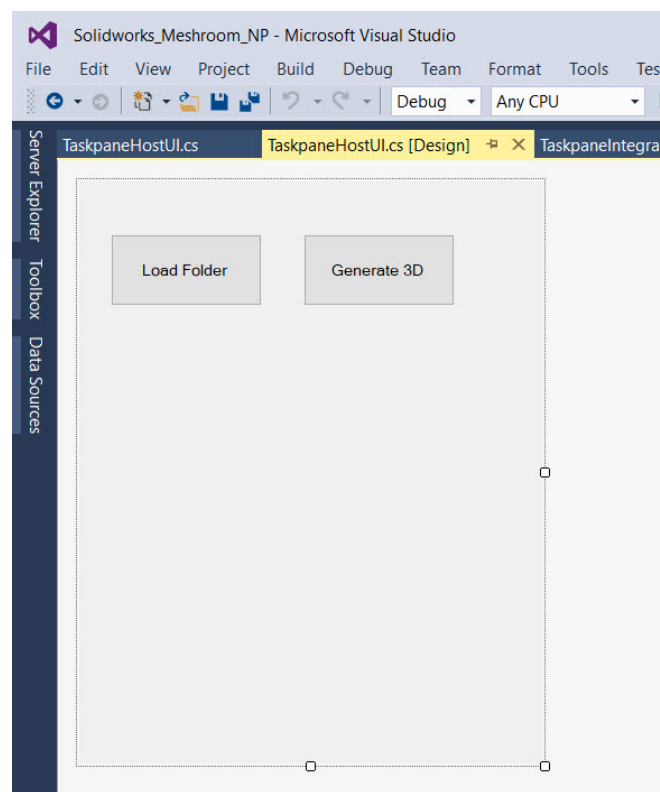 Solidworks_Meshroom_NP - Microsoft Visual Studio
File Edit View Project Build Debug Team Format Tools
Debug Any CPU
TaskpaneHostUI.cs TaskpaneHostUI.cs [Design]
Server Explorer
Toolbox
Data Sources
Load Folder Generate 3D